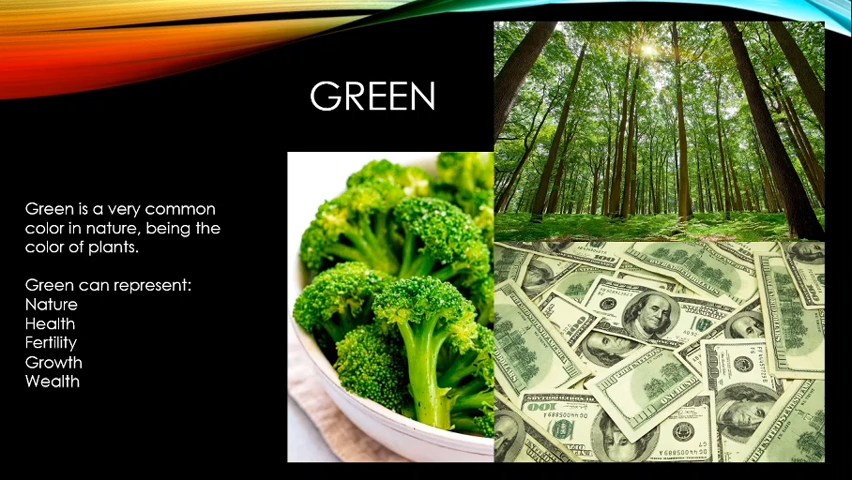 GREEN
Green is a very common
color in nature, being the
color of plants.
Green can represent:
Nature
Health
Fertility
Growth
Wealth
100